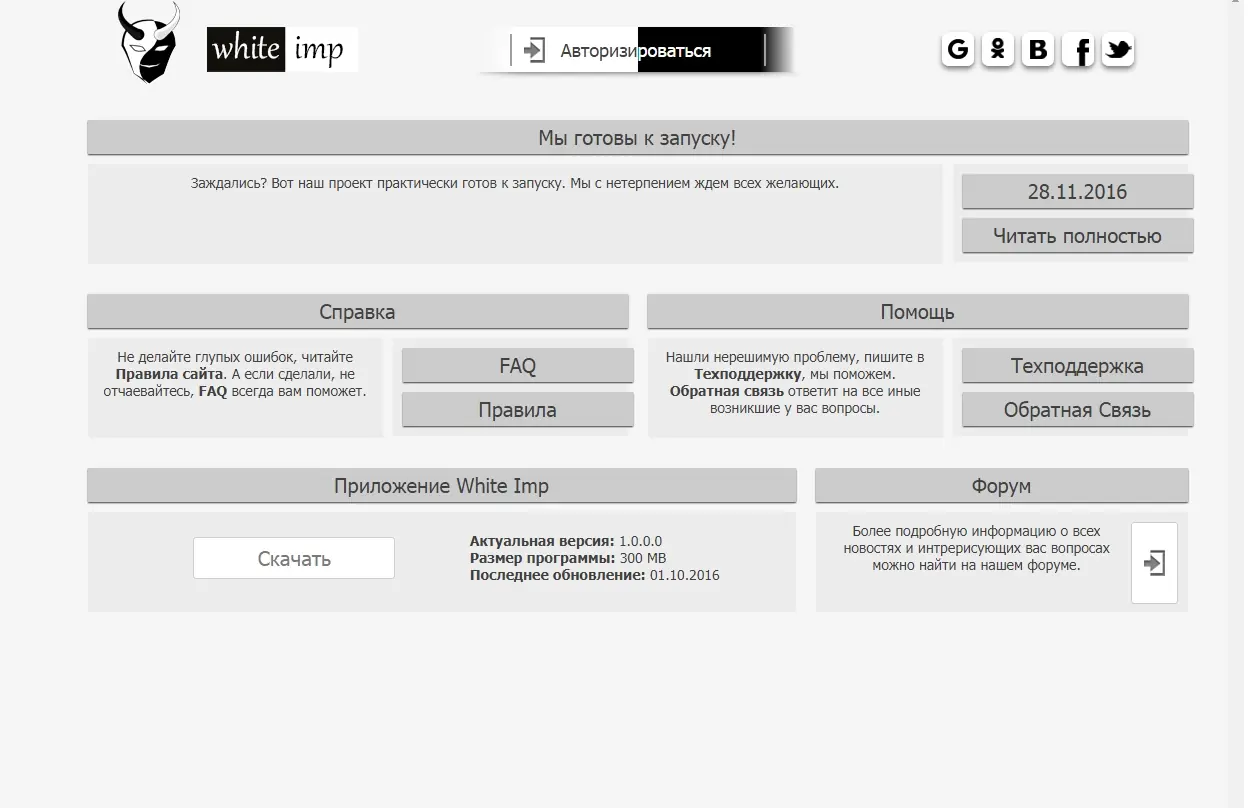 white imp
Авторизироваться
G B f
Мы готовы к запуску!
Заждались? Вот наш проект практически готов к запуску. Мы с нетерпением ждем всех желающих.
28.11.2016
Читать полностью
Справка
Не делайте глупых ошибок, читайте
Правила сайта. А если сделали, не
отчаевайтесь, FAQ всегда вам поможет.
FAQ
Правила
Помощь
Нашли нерешимую проблему, пишите в
Техподдержку, мы поможем.
Обратная связь ответит на все иные
возникшие у вас вопросы.
Техподдержка
Обратная Связь
Приложение White Imp
Скачать
Актуальная версия: 1.0.0.0
Размер программы: 300 MB
Последнее обновление: 01.10.2016
Форум
Более подробную информацию о всех
новостях и интрерисующих вас вопросах
можно найти на нашем форуме.